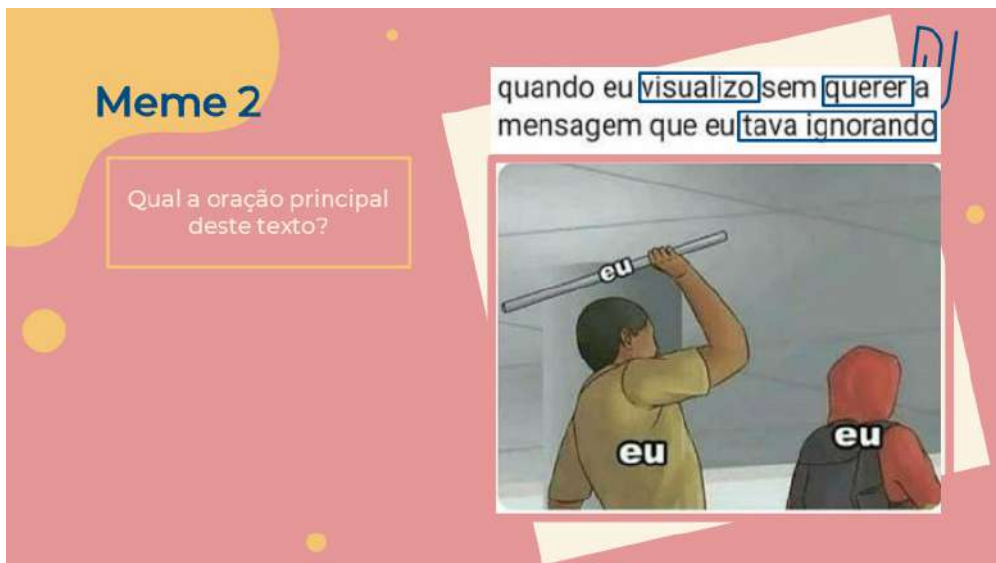 Meme 2
Qual a oração principal
deste texto?
quando eu visualizo sem querer a
mensagem que eu tava ignorando
eu
eu
eu